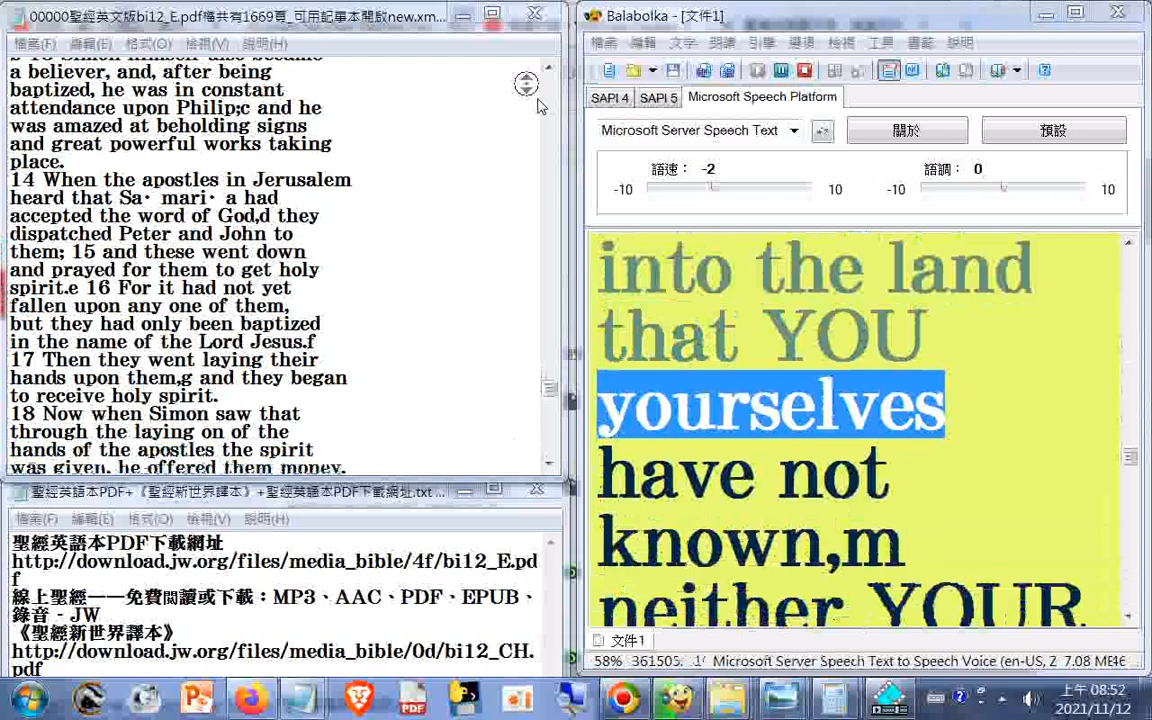 00000聖經英文版bi12_E.pdf檔共有1669頁_可用記事本開啟new.xm...
檔案(F) 編輯(E) 格式(O) 檢視(V) 說明(H)
a believer, and, after being
baptized, he was in constant
attendance upon Philip;c and he
was amazed at beholding signs
and great powerful works taking
place.
14 When the apostles in Jerusalem
heard that Sa· mari· a had
accepted the word of God,d they
dispatched Peter and John to
them; 15 and these went down
and prayed for them to get holy
spirit.e 16 For it had not yet
fallen upon any one of them,
but they had only been baptized
in the name of the Lord Jesus.f
17 Then they went laying their
hands upon them,g and they began
to receive holy spirit.
18 Now when Simon saw that
through the laying on of the
hands of the apostles the spirit
was given, he offered them money,
聖經英語本PDF+《聖經新世界譯本》+聖經英語本PDF下載網址.txt ...
檔案(F) 編輯(E) 格式(O) 檢視(V) 說明(H)
聖經英語本PDF下載網址
http://download.jw.org/files/media_bible/4f/bi12_E.pd
f
線上聖經——免費閱讀或下載：MP3、AAC、PDF、EPUB、
錄音 - JW
《聖經新世界譯本》
http://download.jw.org/files/media_bible/0d/bi12_CH.
pdf
Balabolka - [文件1]
檔案 編輯 文字 朗讀 引擎 選項 檢視 工具 書籤 說明
SAPI 4 SAPI 5 Microsoft Speech Platform
Microsoft Server Speech Text 關於 預設
語速： -2 語調： 0
-10 10 -10 10
into the land
that YOU
yourselves
have not
known,m
neither YOUR
文件1
58% Microsoft Server Speech Text to Speech Voice (en-US, Z 7.08 ME
上午 08:52
2021/11/12